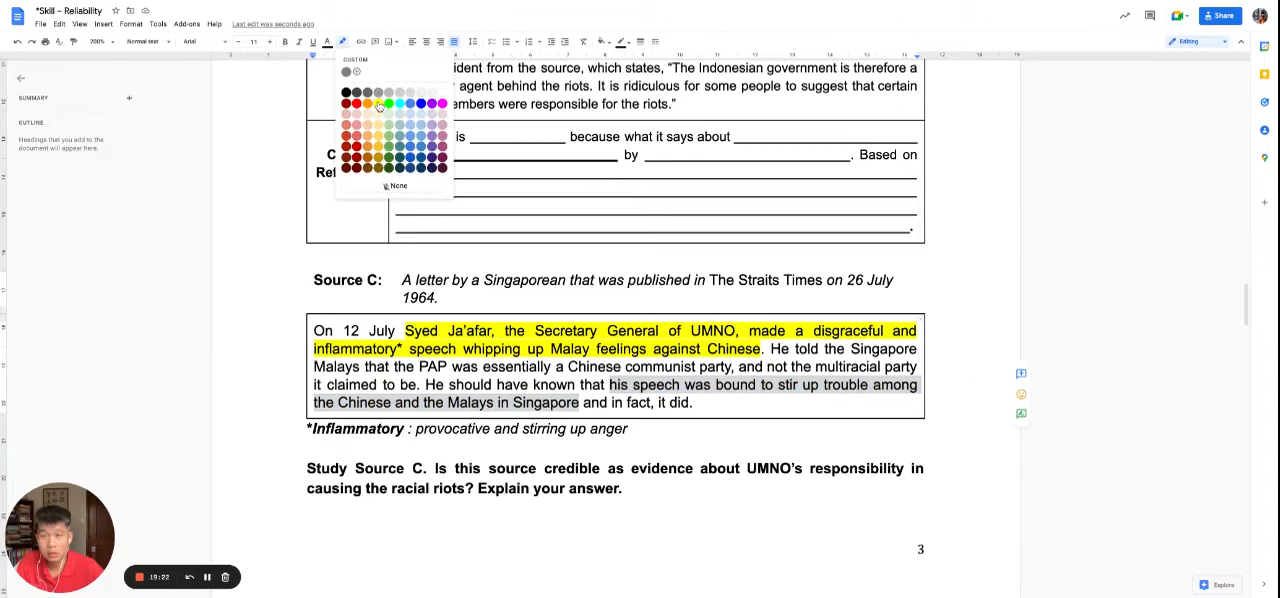 *Skill – Reliability
File Edit View Insert Format Tools Add-ons Help Last edit was seconds ago
Share
200% Normal text Arial 11 Editing
CUSTOM
None
SUMMARY
OUTLINE
Headings that you add to the
document will appear here.
ident from the source, which states, “The Indonesian government is therefore a
agent behind the riots. It is ridiculous for some people to suggest that certain
embers were responsible for the riots.”
is ____________ because what it says about ____________
by ____________. Based on
Source C: A letter by a Singaporean that was published in The Straits Times on 26 July
1964.
On 12 July Syed Ja’afar, the Secretary General of UMNO, made a disgraceful and
inflammatory* speech whipping up Malay feelings against Chinese. He told the Singapore
Malays that the PAP was essentially a Chinese communist party, and not the multiracial party
it claimed to be. He should have known that his speech was bound to stir up trouble among
the Chinese and the Malays in Singapore and in fact, it did.
*Inflammatory : provocative and stirring up anger
Study Source C. Is this source credible as evidence about UMNO’s responsibility in
causing the racial riots? Explain your answer.
3
19:22
Explore